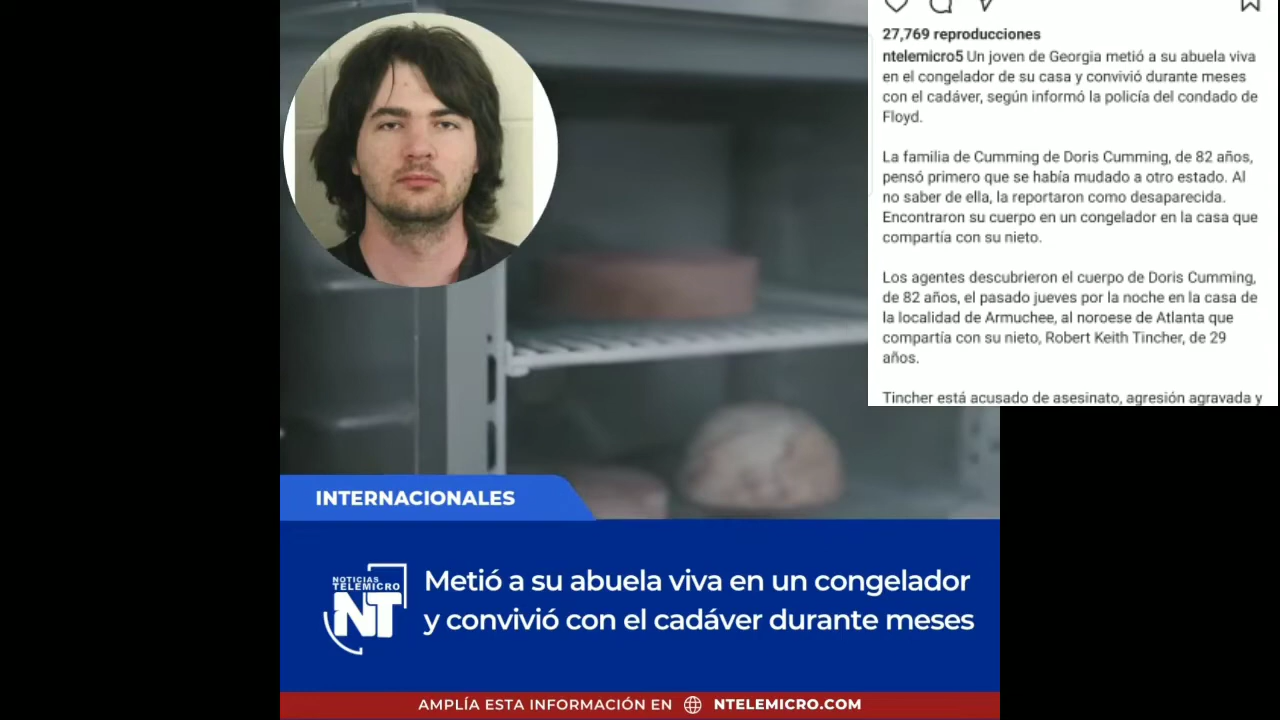 27,769 reproducciones
ntelemicro5 Un joven de Georgia metió a su abuela viva
en el congelador de su casa y convivió durante meses
con el cadáver, según informó la policía del condado de
Floyd.
La familia de Cumming de Doris Cumming, de 82 años,
pensó primero que se había mudado a otro estado. Al
no saber de ella, la reportaron como desaparecida.
Encontraron su cuerpo en un congelador en la casa que
compartía con su nieto.
Los agentes descubrieron el cuerpo de Doris Cumming,
de 82 años, el pasado jueves por la noche en la casa de
la localidad de Armuchee, al noroese de Atlanta que
compartía con su nieto, Robert Keith Tincher, de 29
años.
Tincher está acusado de asesinato, agresión agravada y
INTERNACIONALES
NOTICIAS
TELEMICRO
NT
Metió a su abuela viva en un congelador
y convivió con el cadáver durante meses
AMPLÍA ESTA INFORMACIÓN EN NTELEMICRO.COM